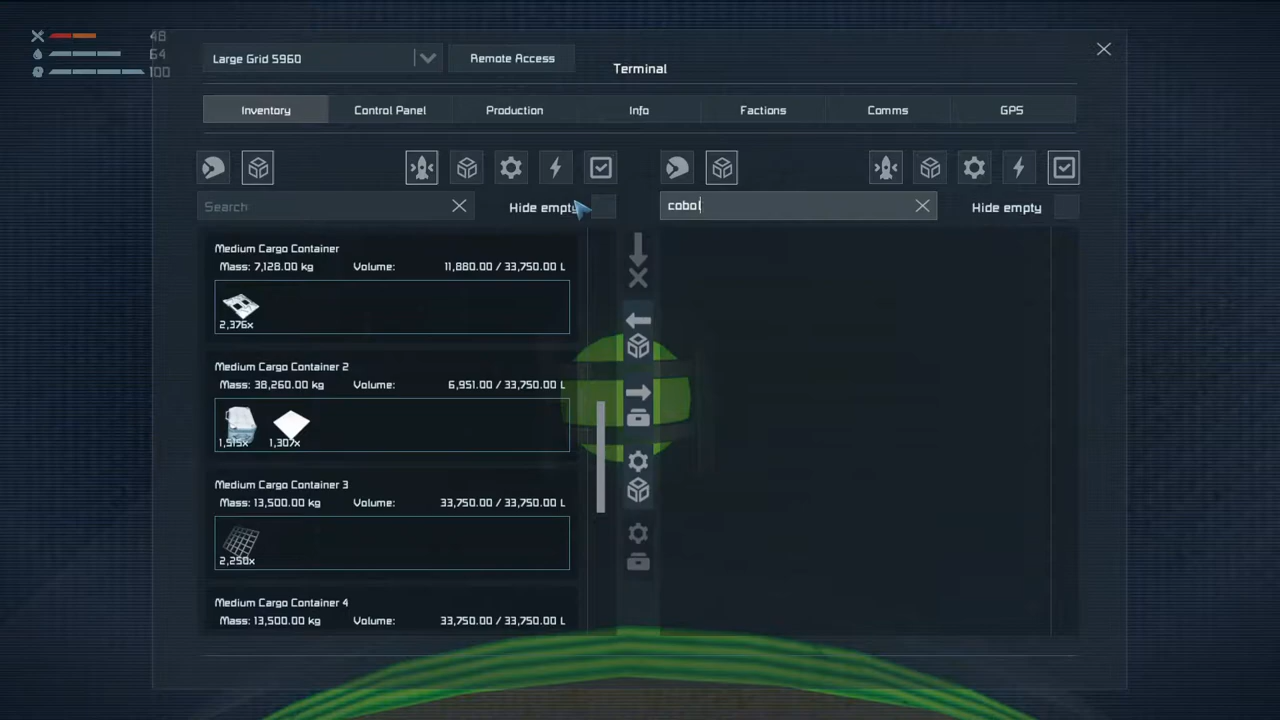 48
64
100
Large Grid 5960
Remote Access
Terminal
Inventory
Control Panel
Production
Info
Factions
Comms
GPS
Search
Hide empty
cobal
Hide empty
Medium Cargo Container
Mass: 7,128.00 kg Volume: 11,880.00 / 33,750.00 L
2,376x
Medium Cargo Container 2
Mass: 38,260.00 kg Volume: 6,951.00 / 33,750.00 L
1,515x 1,307x
Medium Cargo Container 3
Mass: 13,500.00 kg Volume: 33,750.00 / 33,750.00 L
2,250x
Medium Cargo Container 4
Mass: 13,500.00 kg Volume: 33,750.00 / 33,750.00 L